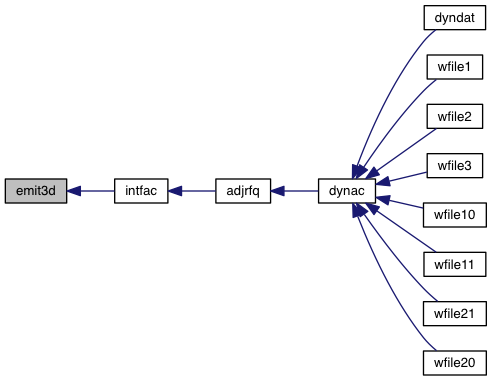 dyndat
wfile1
wfile2
wfile3
emit3d
intfac
adjrfq
dynac
wfile10
wfile11
wfile21
wfile20